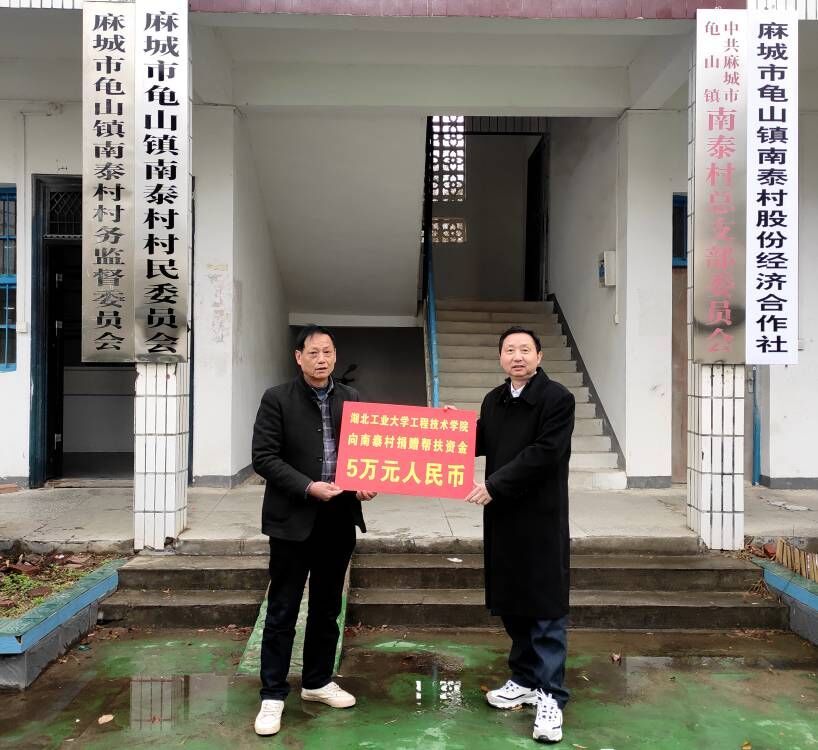 麻城市龟山镇南泰村村务监督委员会
麻城市龟山镇南泰村村民委员会
中共麻城市
龟山镇
南泰村总支部委员会
麻城市龟山镇南泰村股份经济合作社
湖北工业大学工程技术学院
向南泰村捐赠帮扶资金
5万元人民币